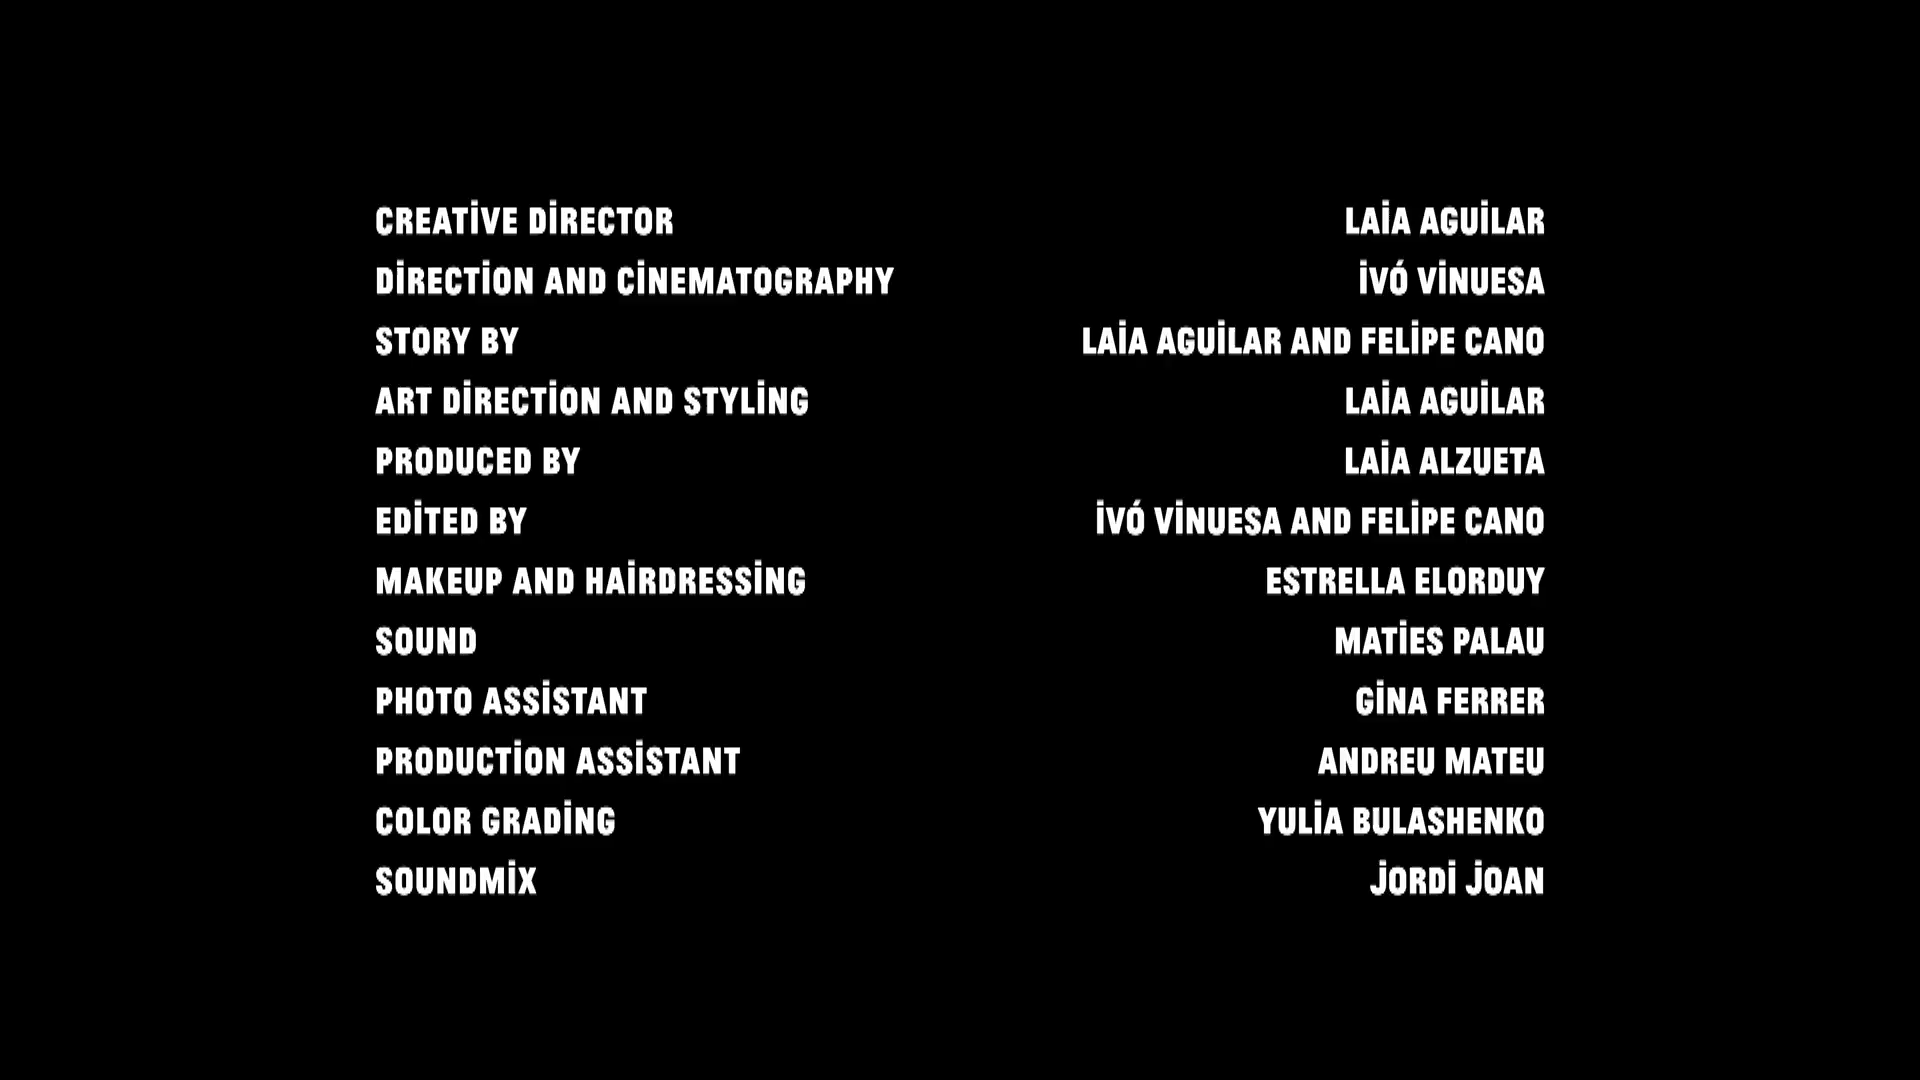 CREATİVE DİRECTOR LAİA AGUİLAR
DİRECTİON AND CİNEMATOGRAPHY İVÓ VİNUESA
STORY BY LAİA AGUİLAR AND FELİPE CANO
ART DİRECTİON AND STYLİNG LAİA AGUİLAR
PRODUCED BY LAİA ALZUETA
EDİTED BY İVÓ VİNUESA AND FELİPE CANO
MAKEUP AND HAİRDRESSİNG ESTRELLA ELORDUY
SOUND MATİES PALAU
PHOTO ASSİSTANT GİNA FERRER
PRODUCTİON ASSİSTANT ANDREU MATEU
COLOR GRADİNG YULİA BULASHENKO
SOUNDMİX JORDİ JOAN